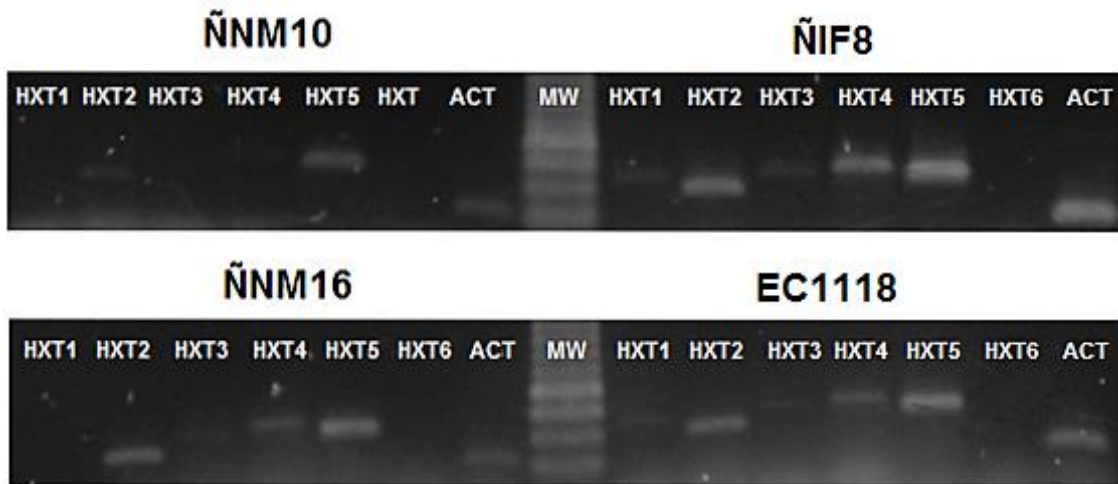 ÑNM10 ÑIF8
HXT1 HXT2 HXT3 HXT4 HXT5 HXT ACT MW HXT1 HXT2 HXT3 HXT4 HXT5 HXT6 ACT
ÑNM16 EC1118
HXT1 HXT2 HXT3 HXT4 HXT5 HXT6 ACT MW HXT1 HXT2 HXT3 HXT4 HXT5 HXT6 ACT